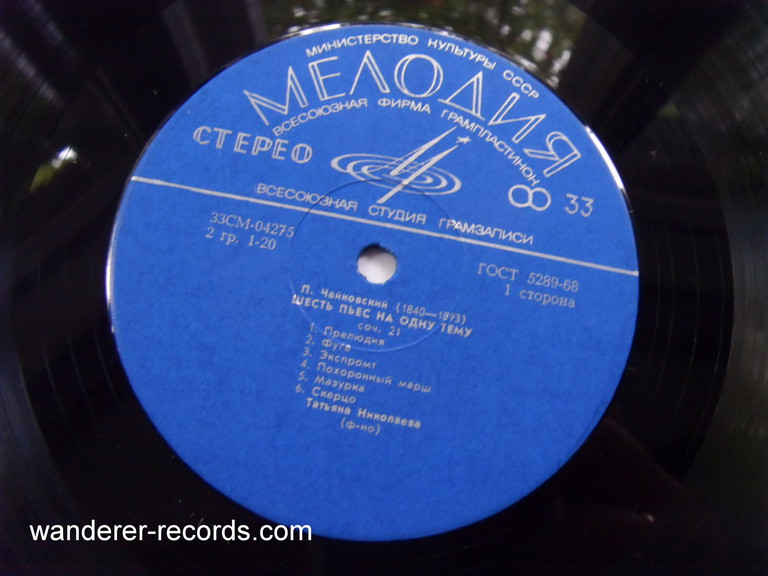 МИНИСТЕРСТВО КУЛЬТУРЫ СССР
МЕЛОДИЯ
ВСЕСОЮЗНАЯ ФИРМА ГРАМПЛАСТИНОК
СТЕРЕО
33
ВСЕСОЮЗНАЯ СТУДИЯ ГРАМЗАПИСИ
33СМ-04275
2 гр. 1-20
ГОСТ 5289-68
1 сторона
П. Чайковский (1840—1893)
ШЕСТЬ ПЬЕС НА ОДНУ ТЕМУ
соч. 21
1. Прелюдия
2. Фуга
3. Экспромт
4. Похоронный марш
5. Мазурка
6. Скерцо
Татьяна Николаева
(ф-но)
wanderer-records.com